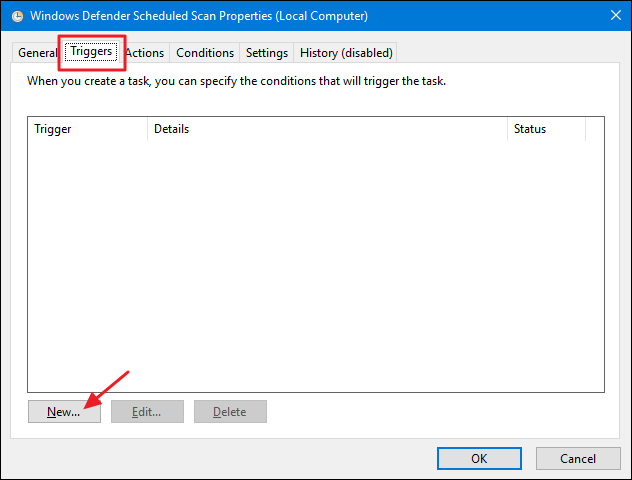 Windows Defender Scheduled Scan Properties (Local Computer)
General Triggers Actions Conditions Settings History (disabled)
When you create a task, you can specify the conditions that will trigger the task.
Trigger Details Status
New... Edit... Delete
OK Cancel